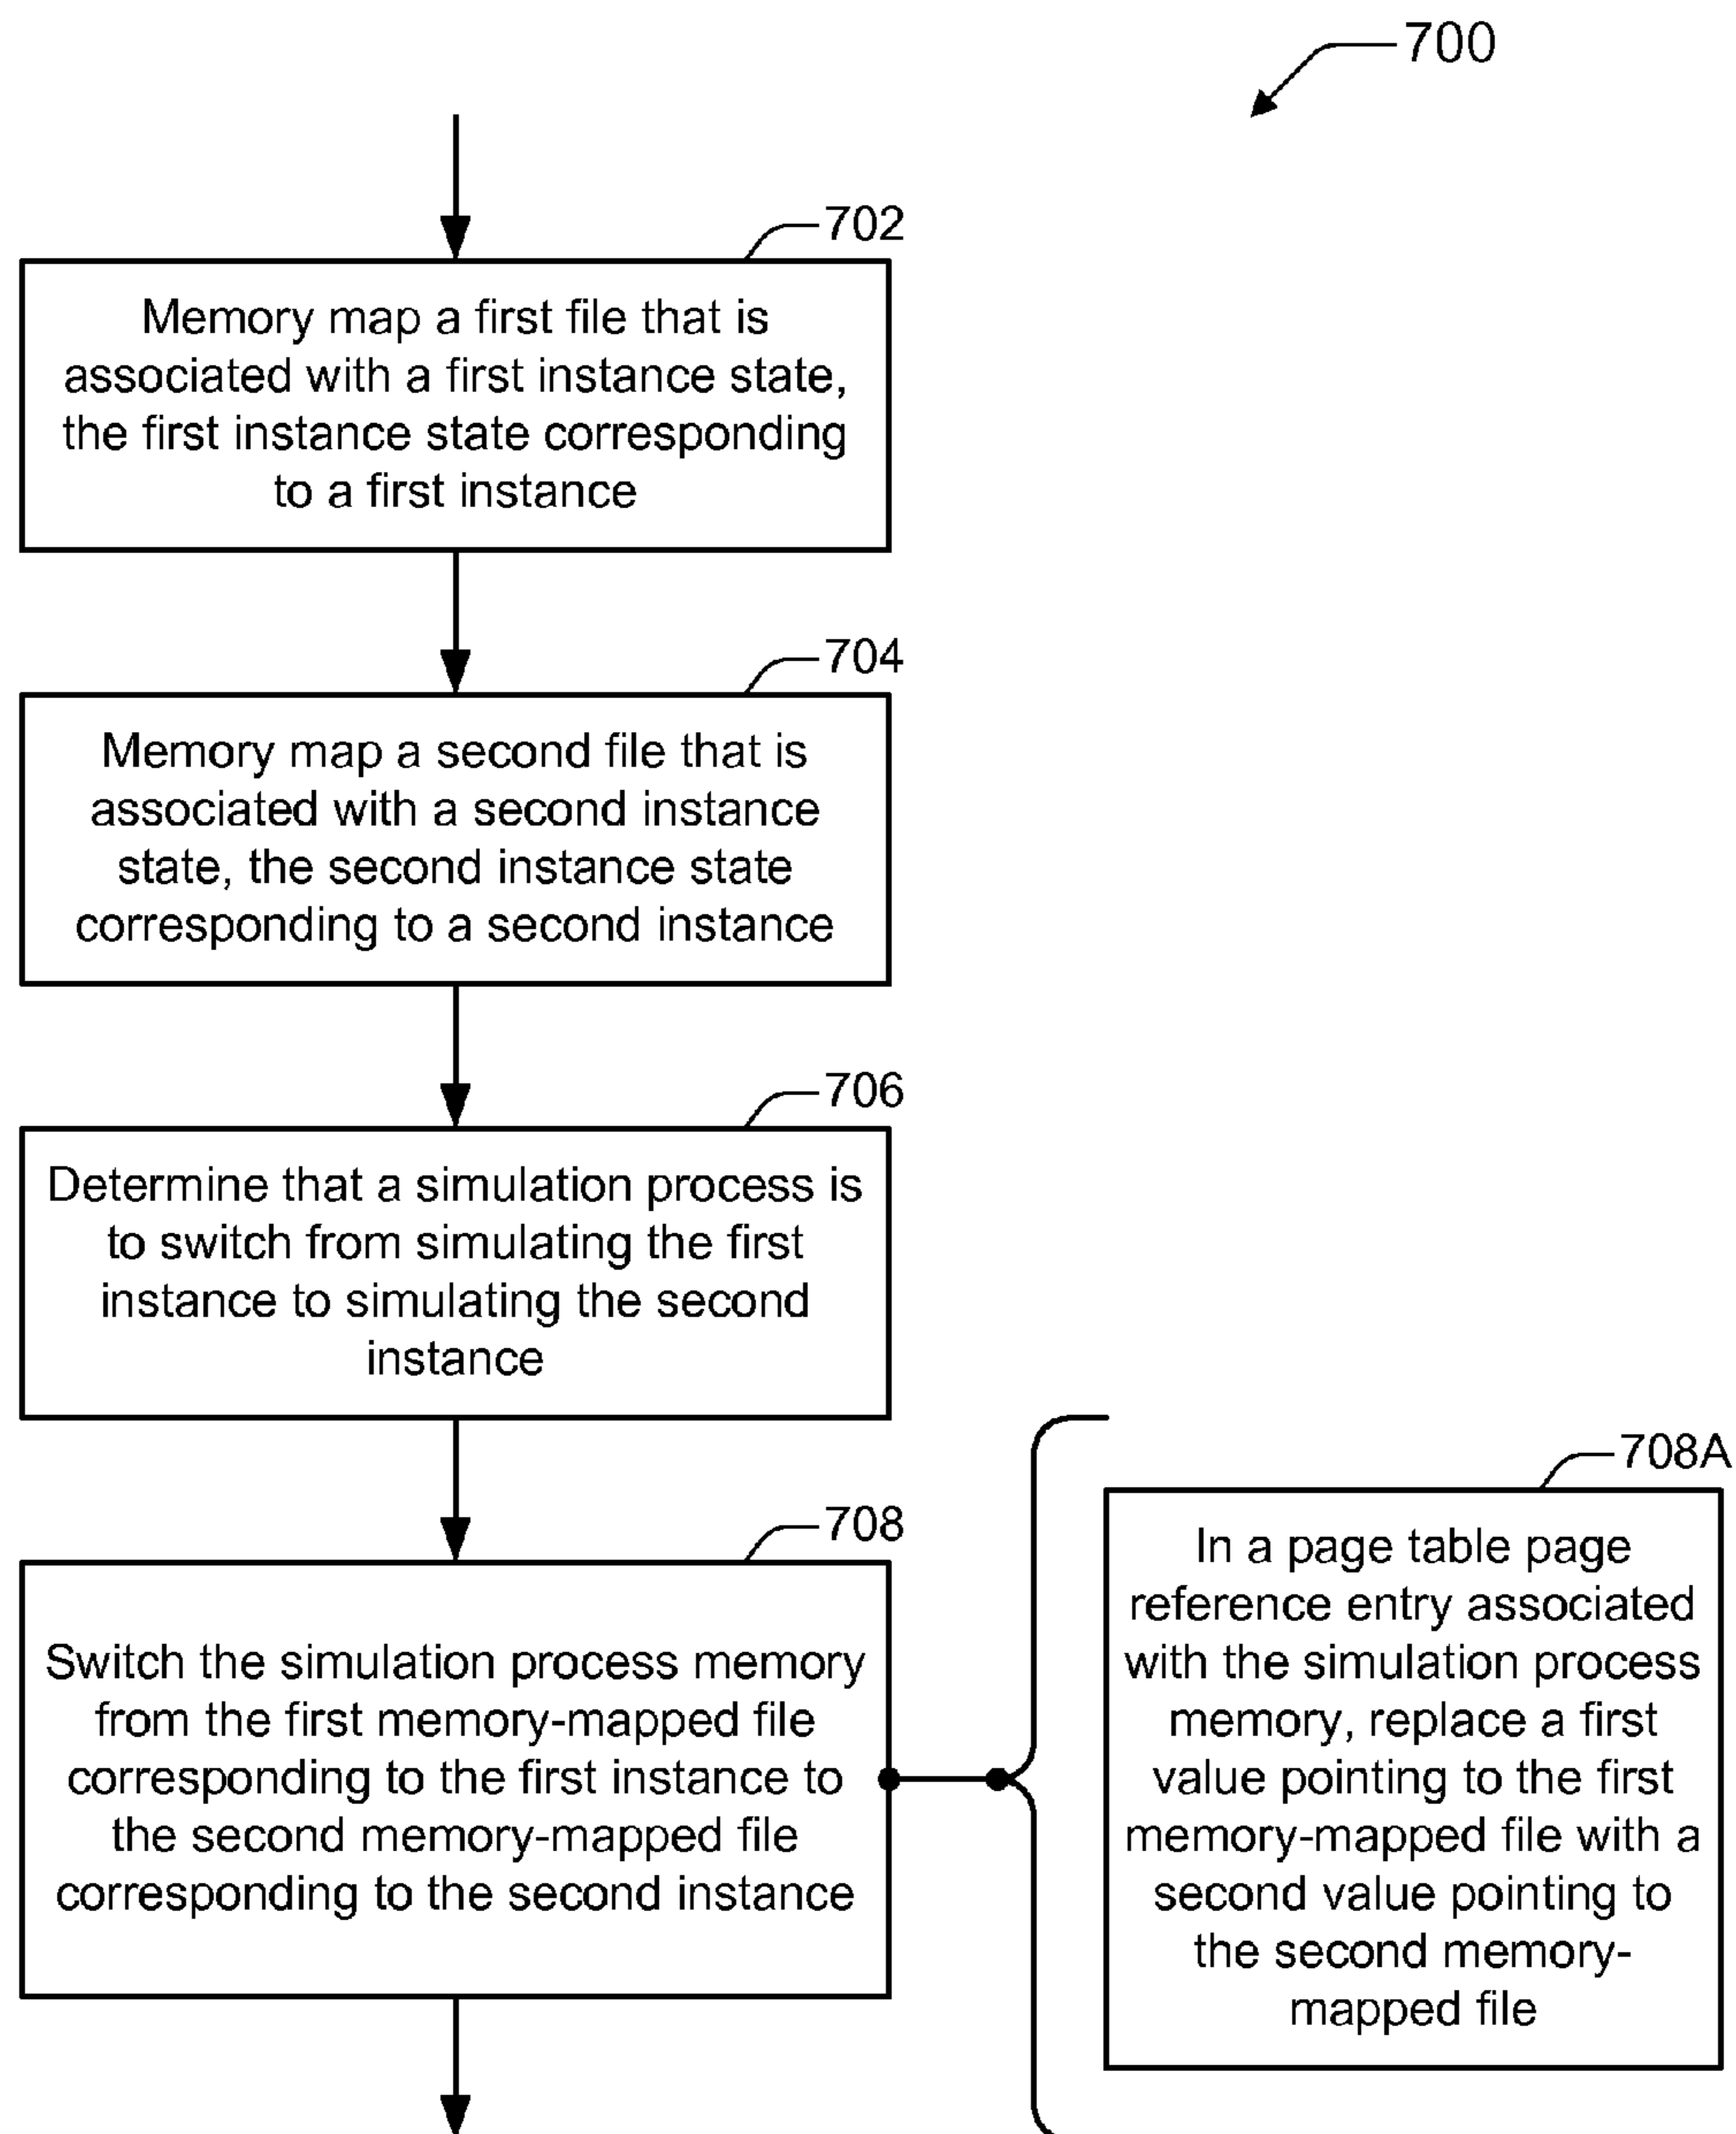 700
702
Memory map a first file that is
associated with a first instance state,
the first instance state corresponding
to a first instance
704
Memory map a second file that is
associated with a second instance
state, the second instance state
corresponding to a second instance
706
Determine that a simulation process is
to switch from simulating the first
instance to simulating the second
instance
708
Switch the simulation process memory
from the first memory-mapped file
corresponding to the first instance to
the second memory-mapped file
corresponding to the second instance
708A
In a page table page
reference entry associated
with the simulation process
memory, replace a first
value pointing to the first
memory-mapped file with a
second value pointing to
the second memory-
mapped file